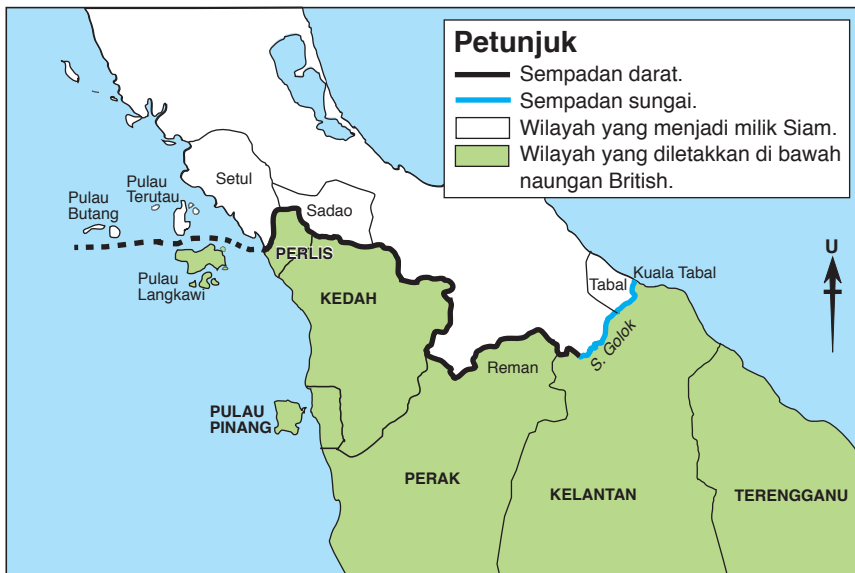 Petunjuk
Sempadan darat.
Sempadan sungai.
Wilayah yang menjadi milik Siam.
Wilayah yang diletakkan di bawah
naungan British.
Setul
Pulau
Terutau
Pulau
Butang
Sadao
PERLIS
Pulau
Langkawi
KEDAH
Tabal
Kuala Tabal
U
S. Golok
Reman
PULAU
PINANG
PERAK
KELANTAN
TERENGGANU